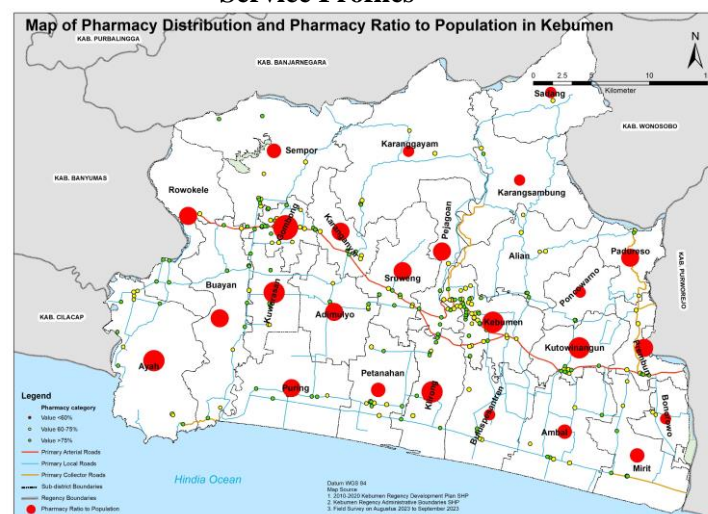 Service Profiles
Map of Pharmacy Distribution and Pharmacy Ratio to Population in Kebumen
KAB. PURBALINGGA
KAB. BANJARNEGARA
N
0 2.5 5 10 1
Kilometer
Sadang
KAB. WONOSOBO
Karanggayam
Sempor
KAB. BANYUMAS
Karangsambung
Rowokele
Gombong
Karanganyar
Pejagoan
Alian
Padureso
Sruweng
Poncowarno
KAB. PURWOREJO
Buayan
Kuwarasan
Adimulyo
Kebumen
KAB. CILACAP
Kutowinangun
Prembun
Ayah
Petanahan
Puring
Klirong
Buluspesantren
Bonorowo
Ambal
Mirit
Legend
Pharmacy category
Value <60%
Value 60-75%
Value >75%
Primary Arterial Roads
Primary Local Roads
Primary Collector Roads
Sub-district Boundaries
Regency Boundaries
Pharmacy Ratio to Population
Hindia Ocean
Datum WGS 84
Map Source
1. 2010-2020 Kebumen Regency Development Plan SHP
2. Kebumen Regency Administrative Boundaries SHP
3. Field Survey on Augustus 2023 to September 2023